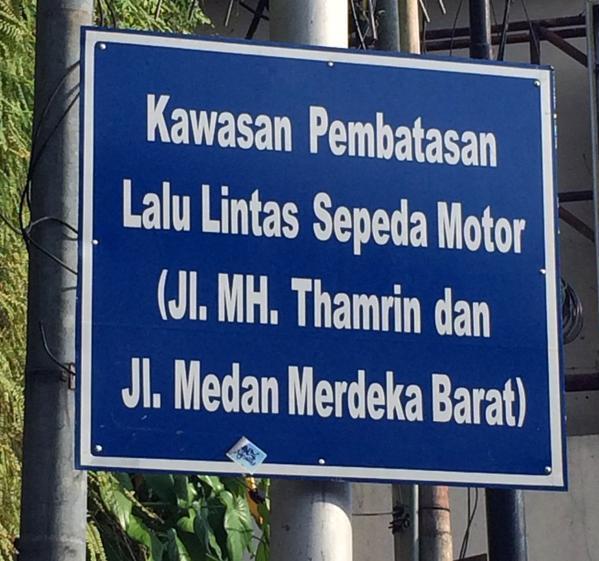 Kawasan Pembatasan
Lalu Lintas Sepeda Motor
(Jl. MH. Thamrin dan
Jl. Medan Merdeka Barat)